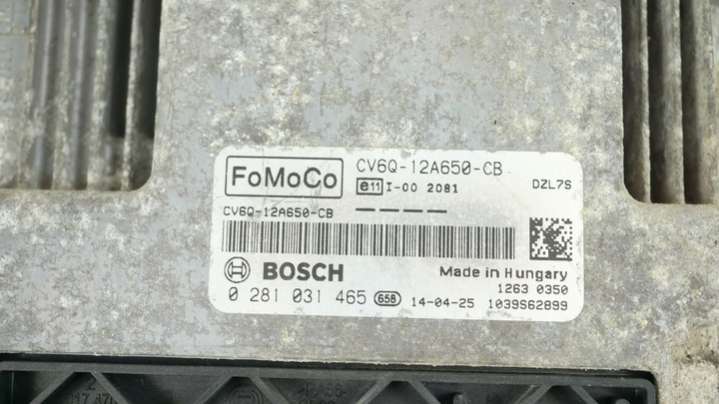 FoMoCo CV6Q-12A650-CB
e11 I-00 2081 DZL7S
CV6Q-12A650-CB ————
BOSCH Made in Hungary
1263 0350
0 281 031 465 658 14-04-25 1039S62899